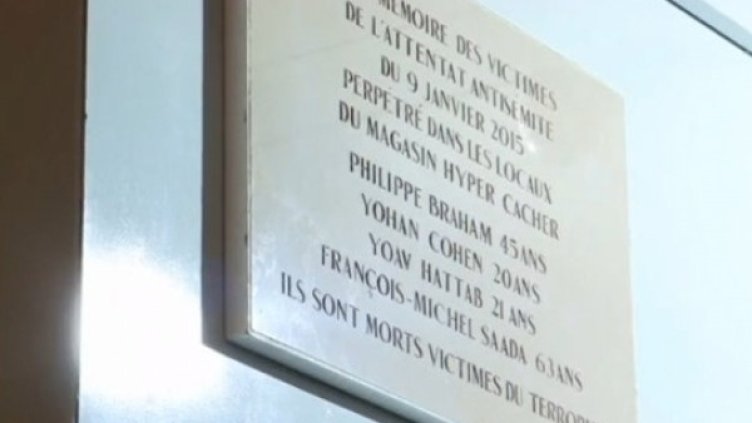 MÉMOIRE DES VICTIMES
DE L'ATTENTAT ANTISÉMITE
DU 9 JANVIER 2015
PERPÉTRÉ DANS LES LOCAUX
DU MAGASIN HYPER CACHER
PHILIPPE BRAHAM 45 ANS
YOHAN COHEN 20 ANS
YOAV HATTAB 21 ANS
FRANÇOIS-MICHEL SAADA 63 ANS
ILS SONT MORTS VICTIMES DU